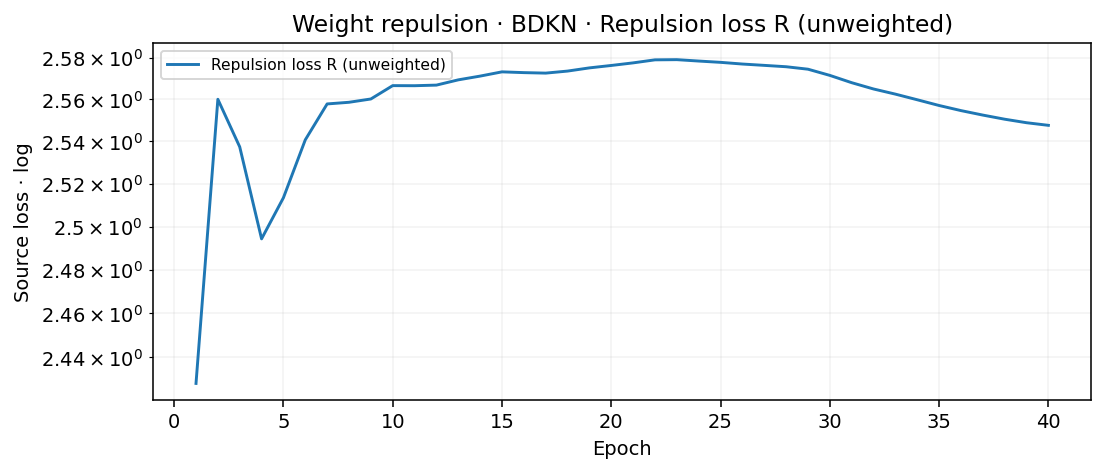 Weight repulsion · BDKN · Repulsion loss R (unweighted)
Repulsion loss R (unweighted)
Source loss · log
2.58 × 10⁰
2.56 × 10⁰
2.54 × 10⁰
2.52 × 10⁰
2.5 × 10⁰
2.48 × 10⁰
2.46 × 10⁰
2.44 × 10⁰
0 5 10 15 20 25 30 35 40
Epoch